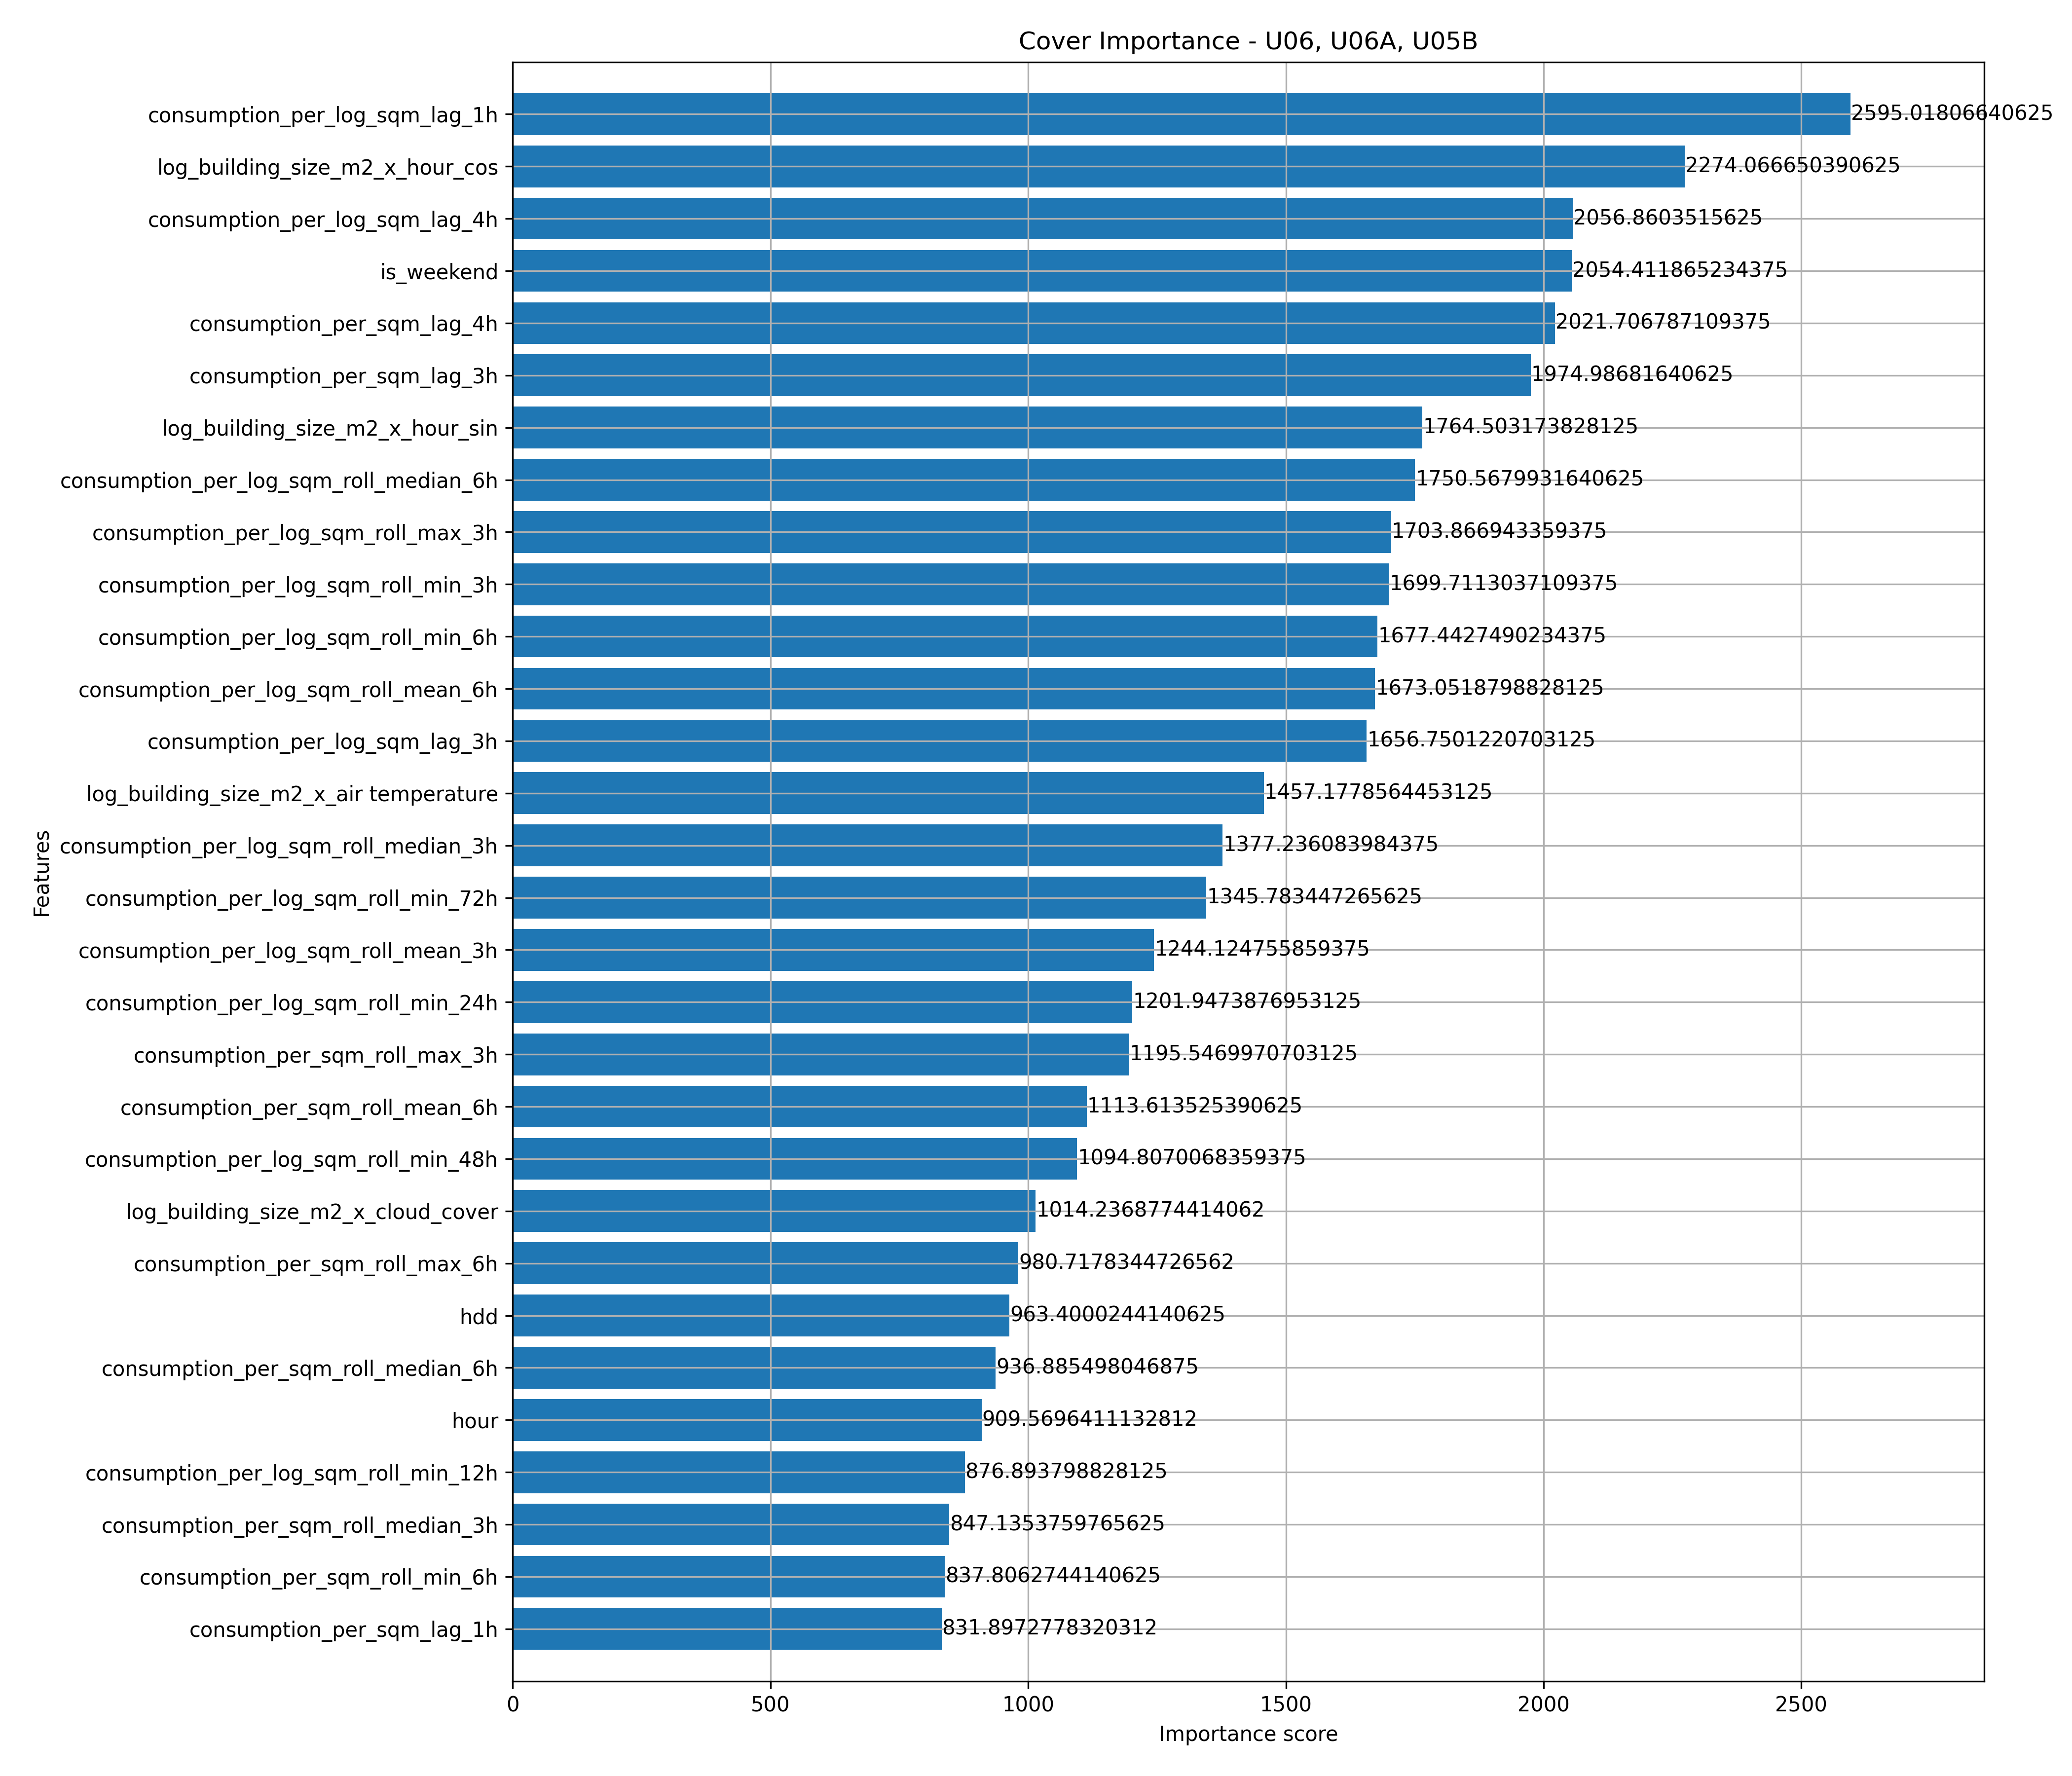 Cover Importance - U06, U06A, U05B
consumption_per_log_sqm_lag_1h 2595.01806640625
log_building_size_m2_x_hour_cos 2274.066650390625
consumption_per_log_sqm_lag_4h 2056.8603515625
is_weekend 2054.411865234375
consumption_per_sqm_lag_4h 2021.706787109375
consumption_per_sqm_lag_3h 1974.98681640625
log_building_size_m2_x_hour_sin 1764.503173828125
consumption_per_log_sqm_roll_median_6h 1750.5679931640625
consumption_per_log_sqm_roll_max_3h 1703.866943359375
consumption_per_log_sqm_roll_min_3h 1699.7113037109375
consumption_per_log_sqm_roll_min_6h 1677.4427490234375
consumption_per_log_sqm_roll_mean_6h 1673.0518798828125
consumption_per_log_sqm_lag_3h 1656.7501220703125
log_building_size_m2_x_air temperature 1457.1778564453125
consumption_per_log_sqm_roll_median_3h 1377.236083984375
consumption_per_log_sqm_roll_min_72h 1345.783447265625
consumption_per_log_sqm_roll_mean_3h 1244.124755859375
consumption_per_log_sqm_roll_min_24h 1201.9473876953125
consumption_per_sqm_roll_max_3h 1195.5469970703125
consumption_per_sqm_roll_mean_6h 1113.613525390625
consumption_per_log_sqm_roll_min_48h 1094.8070068359375
log_building_size_m2_x_cloud_cover 1014.2368774414062
consumption_per_sqm_roll_max_6h 980.7178344726562
hdd 963.4000244140625
consumption_per_sqm_roll_median_6h 936.885498046875
hour 909.5696411132812
consumption_per_log_sqm_roll_min_12h 876.893798828125
consumption_per_sqm_roll_median_3h 847.1353759765625
consumption_per_sqm_roll_min_6h 837.8062744140625
consumption_per_sqm_lag_1h 831.8972778320312
Features
0 500 1000 1500 2000 2500
Importance score